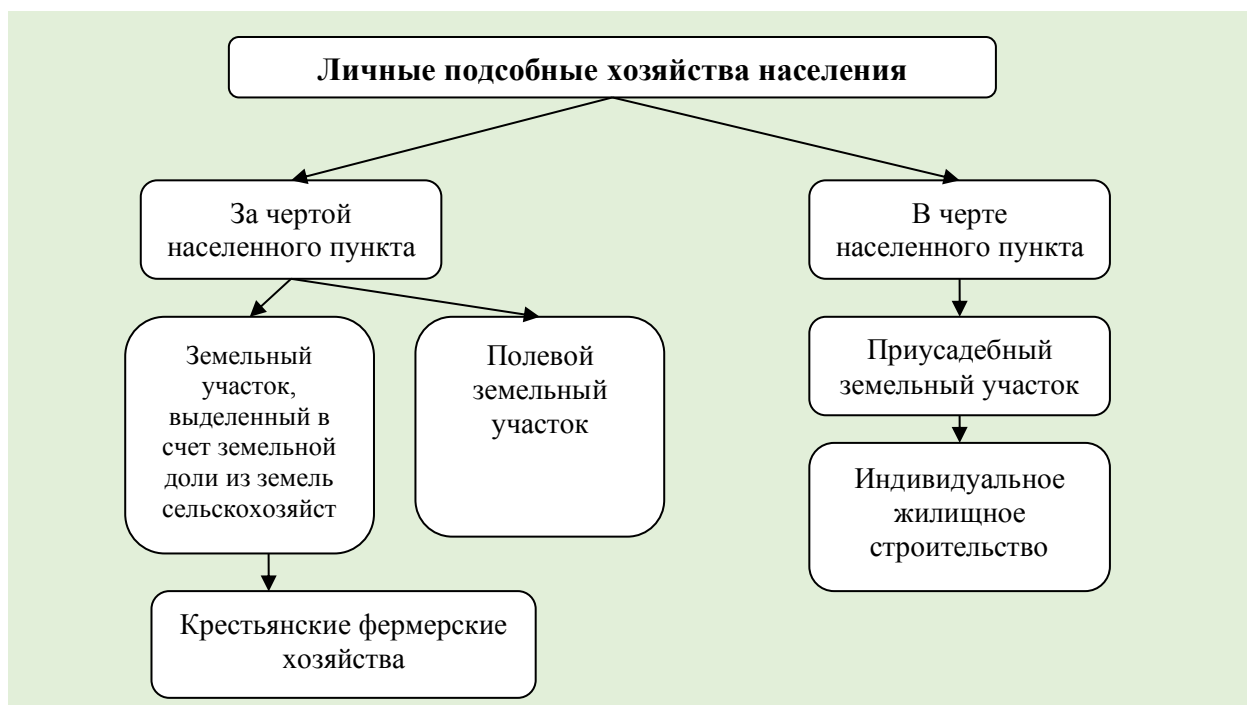 Личные подсобные хозяйства населения
За чертой
населенного пункта
В черте
населенного пункта
Земельный
участок,
выделенный в
счет земельной
доли из земель
сельскохозяйст
Полевой
земельный
участок
Приусадебный
земельный участок
Индивидуальное
жилищное
строительство
Крестьянские фермерские
хозяйства